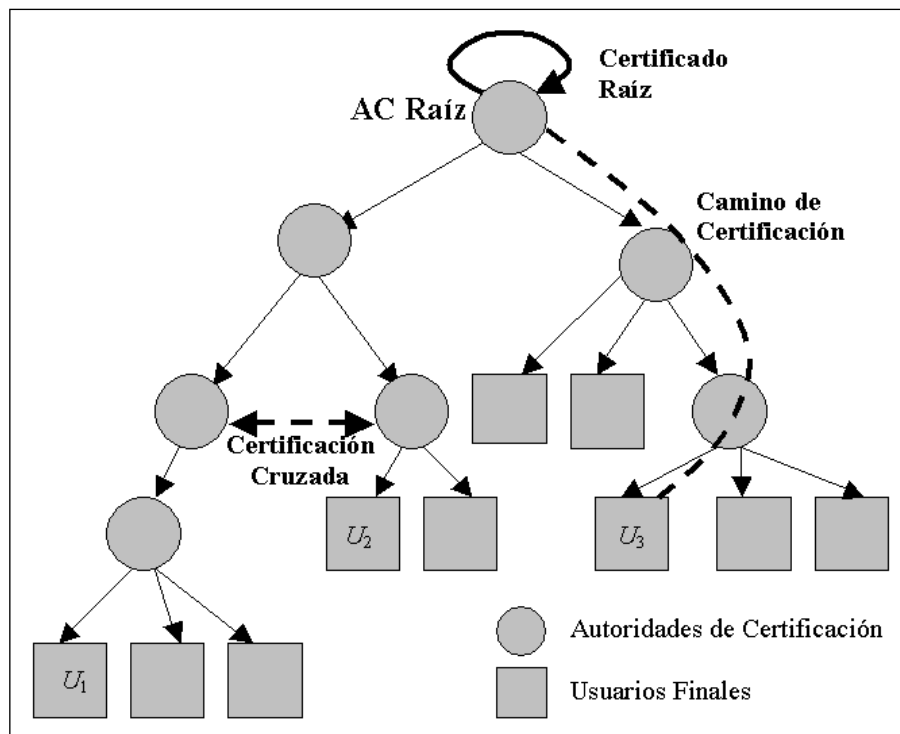 Certificado
Raíz
AC Raíz
Camino de
Certificación
Certificación
Cruzada
U2
U3
U1
Autoridades de Certificación
Usuarios Finales